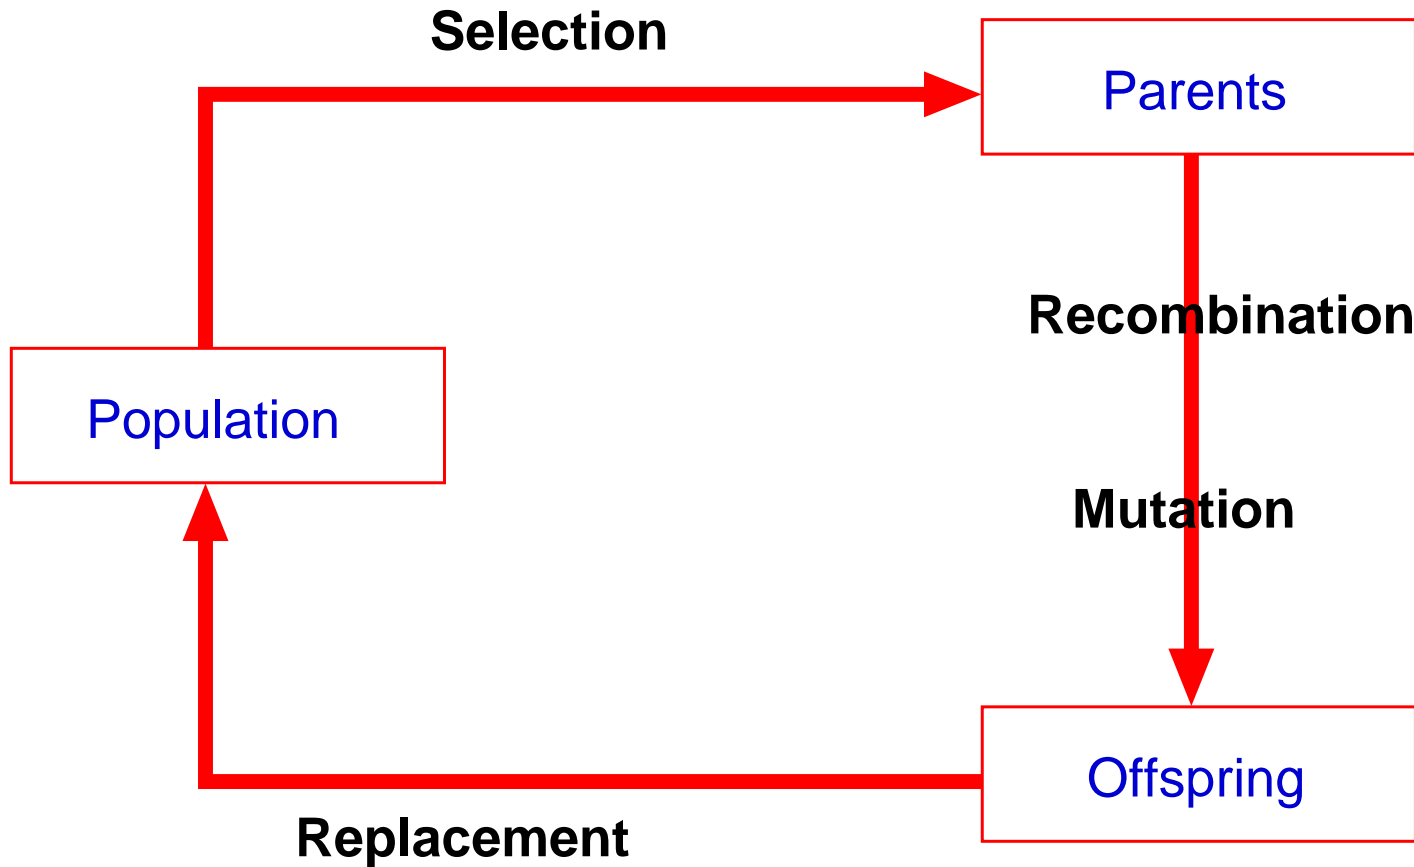 Selection
Parents
Recombination
Population
Mutation
Offspring
Replacement